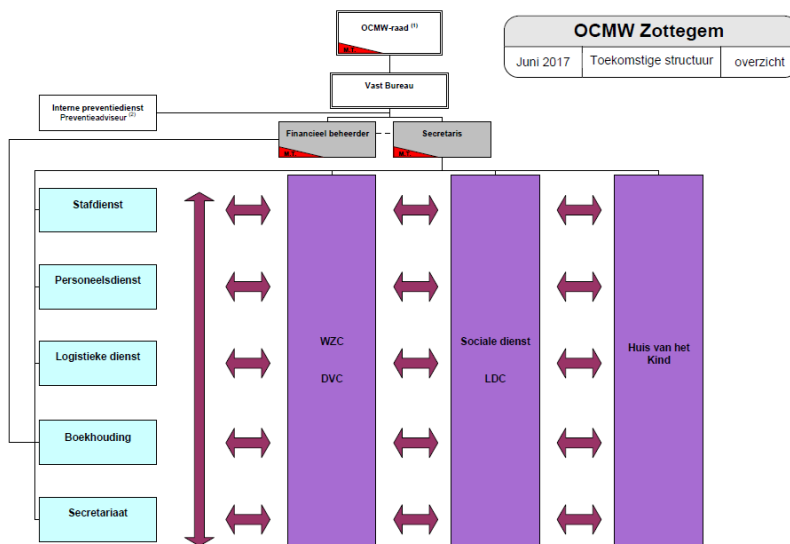 OCMW-raad (1)
M.T.
OCMW Zottegem
Juni 2017 Toekomstige structuur overzicht
Vast Bureau
Interne preventiedienst
Preventieadviseur (2)
Financieel beheerder
M.T.
Secretaris
M.T.
Stafdienst
Personeelsdienst
Logistieke dienst
Boekhouding
Secretariaat
WZC
DVC
Sociale dienst
LDC
Huis van het
Kind